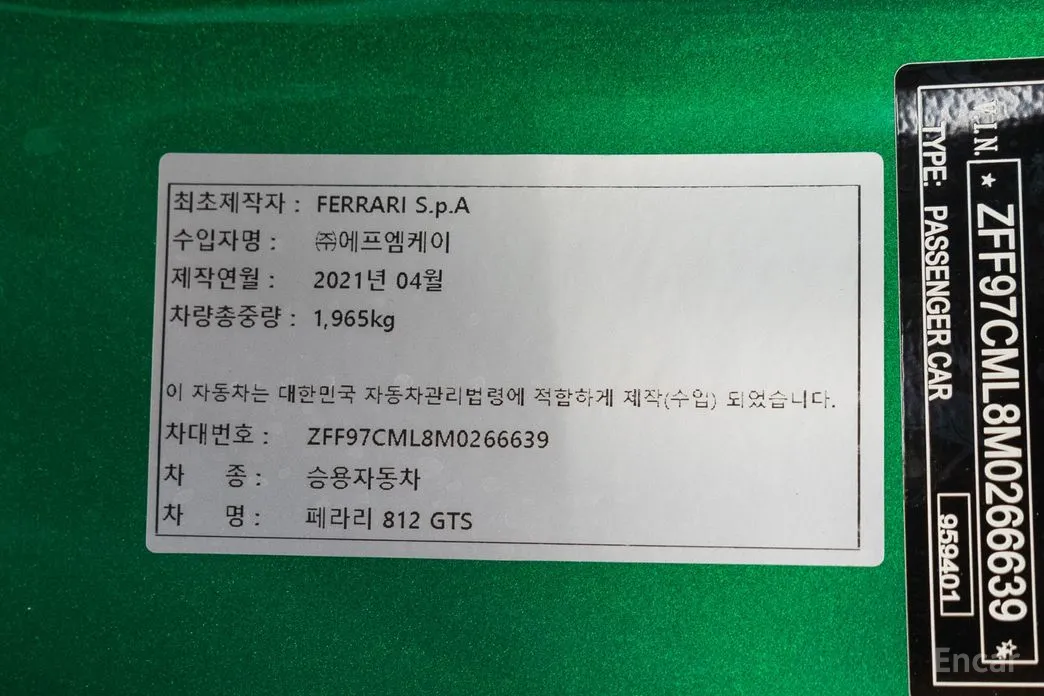 최초제작자 : FERRARI S.p.A
수입자명 : ㈜에프엠케이
제작연월 : 2021년 04월
차량총중량 : 1,965kg
이 자동차는 대한민국 자동차관리법령에 적합하게 제작(수입) 되었습니다.
차대번호 : ZFF97CML8M0266639
차 종 : 승용자동차
차 명 : 페라리 812 GTS
V.I.N.
★ ZFF97CML8M0266639 ★
TYPE: PASSENGER CAR
959401
Encar